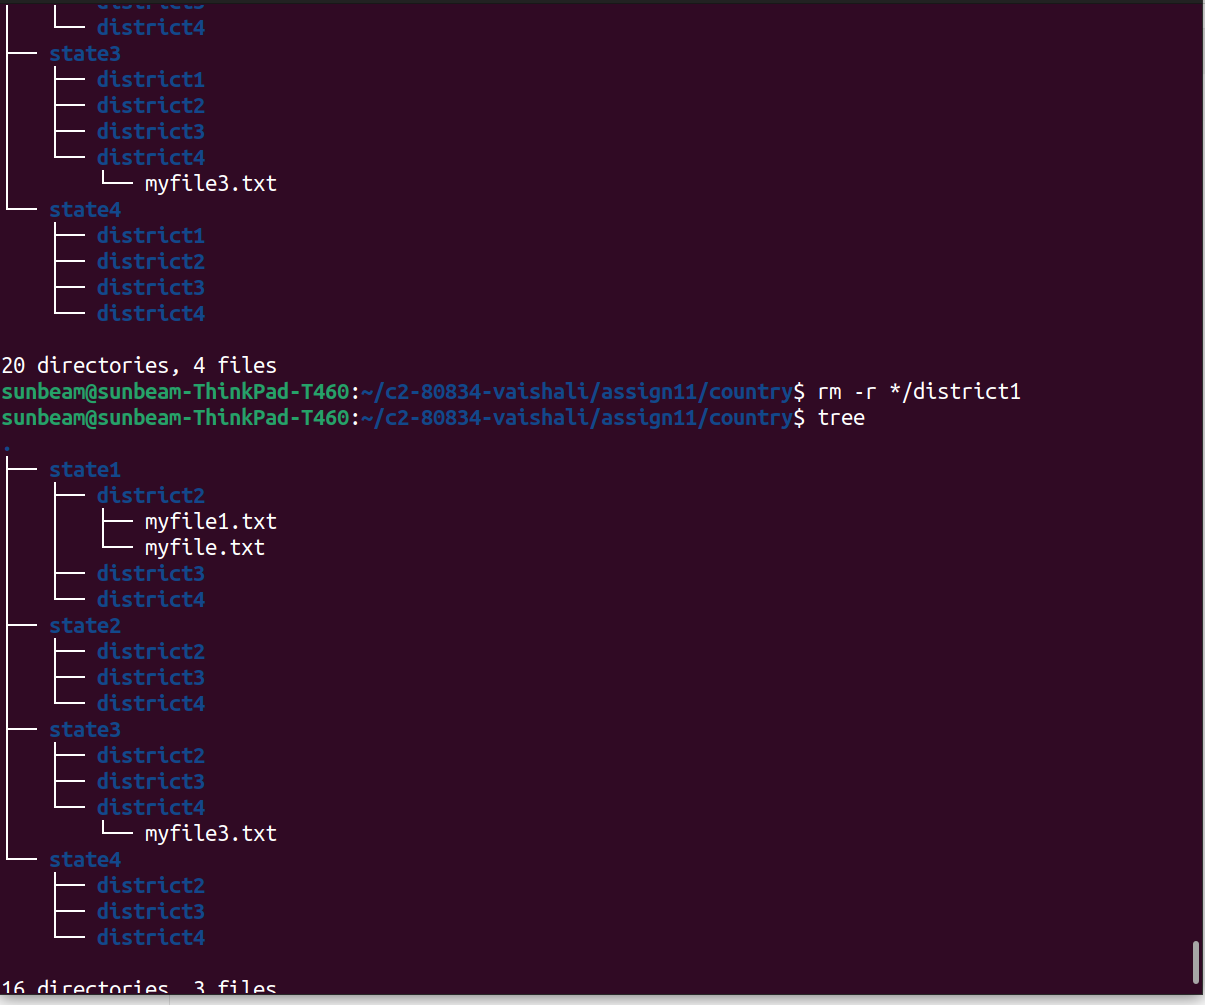 district3
└── district4
├── state3
├── district1
├── district2
├── district3
└── district4
└── myfile3.txt
└── state4
├── district1
├── district2
├── district3
└── district4
20 directories, 4 files
sunbeam@sunbeam-ThinkPad-T460:~/c2-80834-vaishali/assign11/country$ rm -r */district1
sunbeam@sunbeam-ThinkPad-T460:~/c2-80834-vaishali/assign11/country$ tree
.
├── state1
│   ├── district2
│   │   ├── myfile1.txt
│   │   └── myfile.txt
│   ├── district3
│   └── district4
├── state2
│   ├── district2
│   ├── district3
│   └── district4
├── state3
│   ├── district2
│   ├── district3
│   └── district4
│       └── myfile3.txt
└── state4
    ├── district2
    ├── district3
    └── district4
16 directories, 3 files